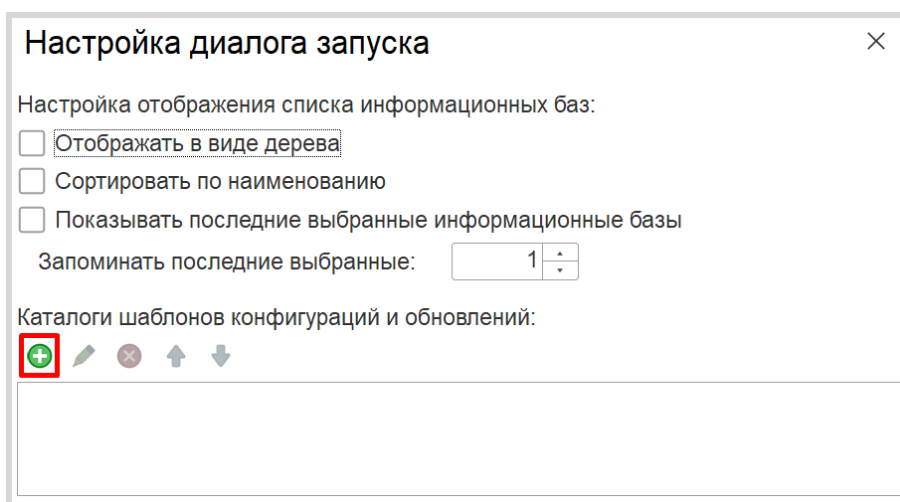 Настройка диалога запуска
Настройка отображения списка информационных баз:
Отображать в виде дерева
Сортировать по наименованию
Показывать последние выбранные информационные базы
Запоминать последние выбранные: 1
Каталоги шаблонов конфигураций и обновлений: